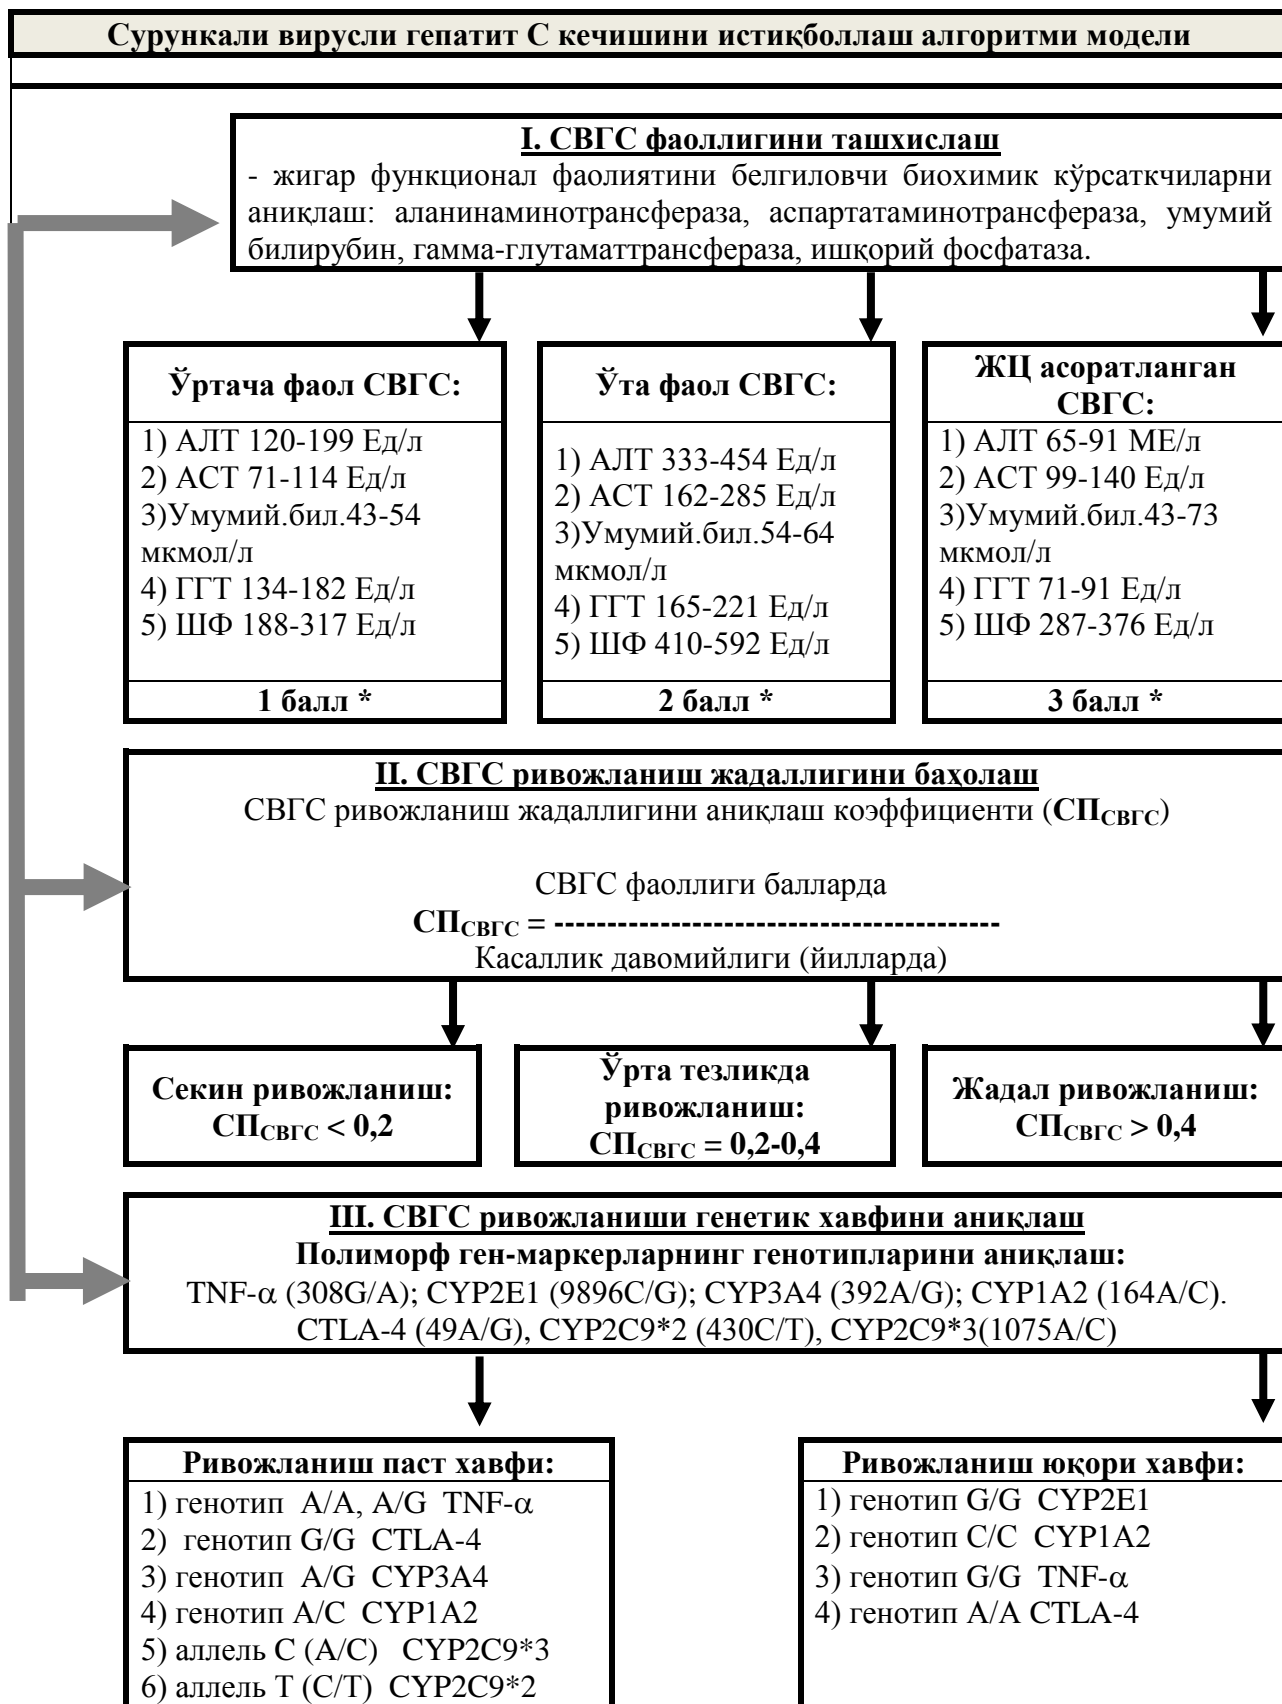 Сурункали вирусли гепатит С кечишини истиқболлаш алгоритми модели
I. СВГС фаоллигини ташхислаш
- жигар функционал фаолиятини белгиловчи биохимик кўрсаткчиларни
аниқлаш: аланинаминотрансфераза, аспартатаминотрансфераза, умумий
билирубин, гамма-глутаматтрансфераза, ишқорий фосфатаза.
Ўртача фаол СВГС:
1) АЛТ 120-199 Ед/л
2) АСТ 71-114 Ед/л
3)Умумий.бил.43-54
мкмол/л
4) ГГТ 134-182 Ед/л
5) ШФ 188-317 Ед/л
1 балл *
Ўта фаол СВГС:
1) АЛТ 333-454 Ед/л
2) АСТ 162-285 Ед/л
3)Умумий.бил.54-64
мкмол/л
4) ГГТ 165-221 Ед/л
5) ШФ 410-592 Ед/л
2 балл *
ЖЦ асоратланган
СВГС:
1) АЛТ 65-91 МЕ/л
2) АСТ 99-140 Ед/л
3)Умумий.бил.43-73
мкмол/л
4) ГГТ 71-91 Ед/л
5) ШФ 287-376 Ед/л
3 балл *
II. СВГС ривожланиш жадаллигини баҳолаш
СВГС ривожланиш жадаллигини аниқлаш коэффициенти (СПСВГС)
СВГС фаоллиги балларда
СПСВГС = ------------------------------------------
Касаллик давомийлиги (йилларда)
Секин ривожланиш:
СПСВГС < 0,2
Ўрта тезликда
ривожланиш:
СПСВГС = 0,2-0,4
Жадал ривожланиш:
СПСВГС > 0,4
III. СВГС ривожланиши генетик хавфини аниқлаш
Полиморф ген-маркерларнинг генотипларини аниқлаш:
TNF-α (308G/A); CYP2E1 (9896C/G); CYP3A4 (392A/G); CYP1A2 (164A/C).
CTLA-4 (49A/G), CYP2C9*2 (430C/T), CYP2C9*3(1075A/C)
Ривожланиш паст хавфи:
1) генотип A/A, A/G TNF-α
2) генотип G/G CTLA-4
3) генотип A/G CYP3A4
4) генотип A/C CYP1A2
5) аллель C (A/C) CYP2C9*3
6) аллель T (C/T) CYP2C9*2
Ривожланиш юқори хавфи:
1) генотип G/G CYP2E1
2) генотип C/C CYP1A2
3) генотип G/G TNF-α
4) генотип A/A CTLA-4